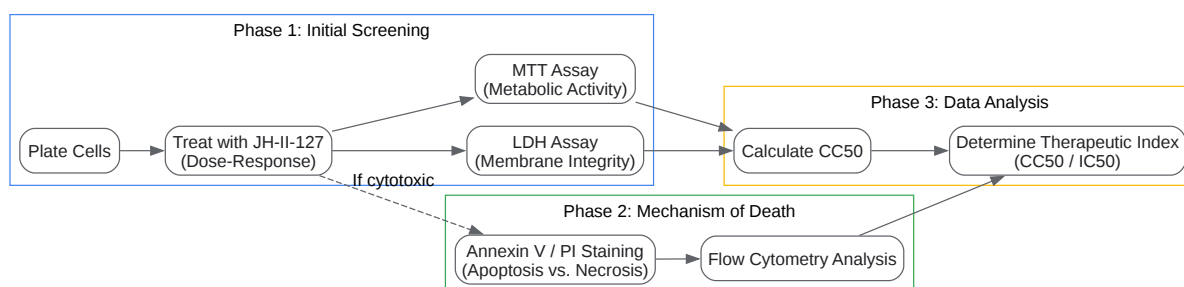 Phase 1: Initial Screening
MTT Assay
(Metabolic Activity)
Plate Cells
Treat with JH-II-127
(Dose-Response)
LDH Assay
(Membrane Integrity)
If cytotoxic
Phase 2: Mechanism of Death
Annexin V / PI Staining
(Apoptosis vs. Necrosis)
Flow Cytometry Analysis
Phase 3: Data Analysis
Calculate CC50
Determine Therapeutic Index
(CC50 / IC50)